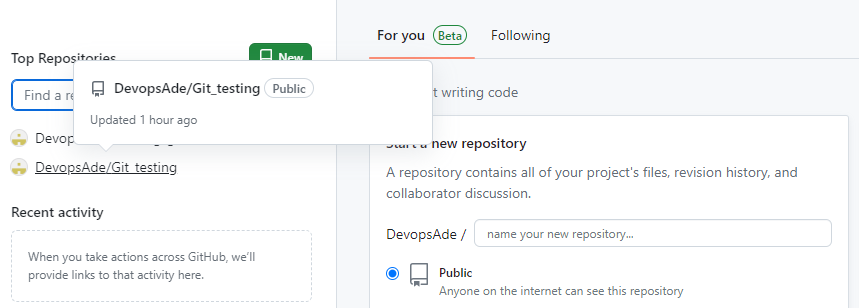 Top Repositories
New
Find a re
DevopsAde/Git_testing Public
Updated 1 hour ago
Devop
DevopsAde/Git_testing
Recent activity
When you take actions across GitHub, we'll
provide links to that activity here.
For you Beta Following
t writing code
Start a new repository
A repository contains all of your project's files, revision history, and
collaborator discussion.
DevopsAde / name your new repository...
Public
Anyone on the internet can see this repository